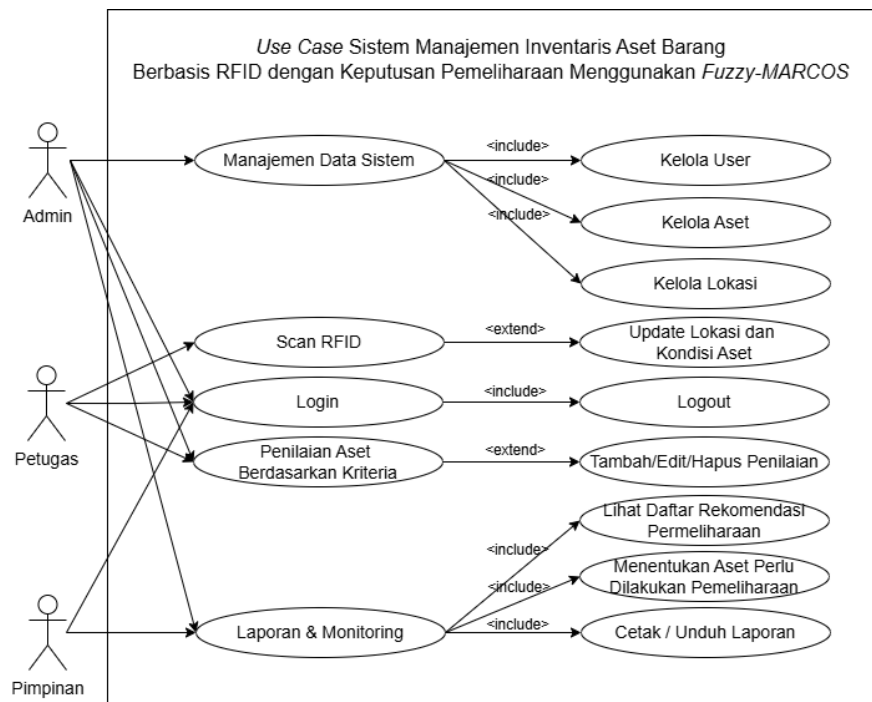 Use Case Sistem Manajemen Inventaris Aset Barang
Berbasis RFID dengan Keputusan Pemeliharaan Menggunakan Fuzzy-MARCOS
Admin
Manajemen Data Sistem
<include>
Kelola User
<include>
Kelola Aset
<include>
Kelola Lokasi
Scan RFID
<extend>
Update Lokasi dan
Kondisi Aset
Petugas
Login
<include>
Logout
Penilaian Aset
Berdasarkan Kriteria
<extend>
Tambah/Edit/Hapus Penilaian
Lihat Daftar Rekomendasi
Permeliharaan
<include>
Menentukan Aset Perlu
Dilakukan Pemeliharaan
<include>
Pimpinan
Laporan & Monitoring
<include>
Cetak / Unduh Laporan